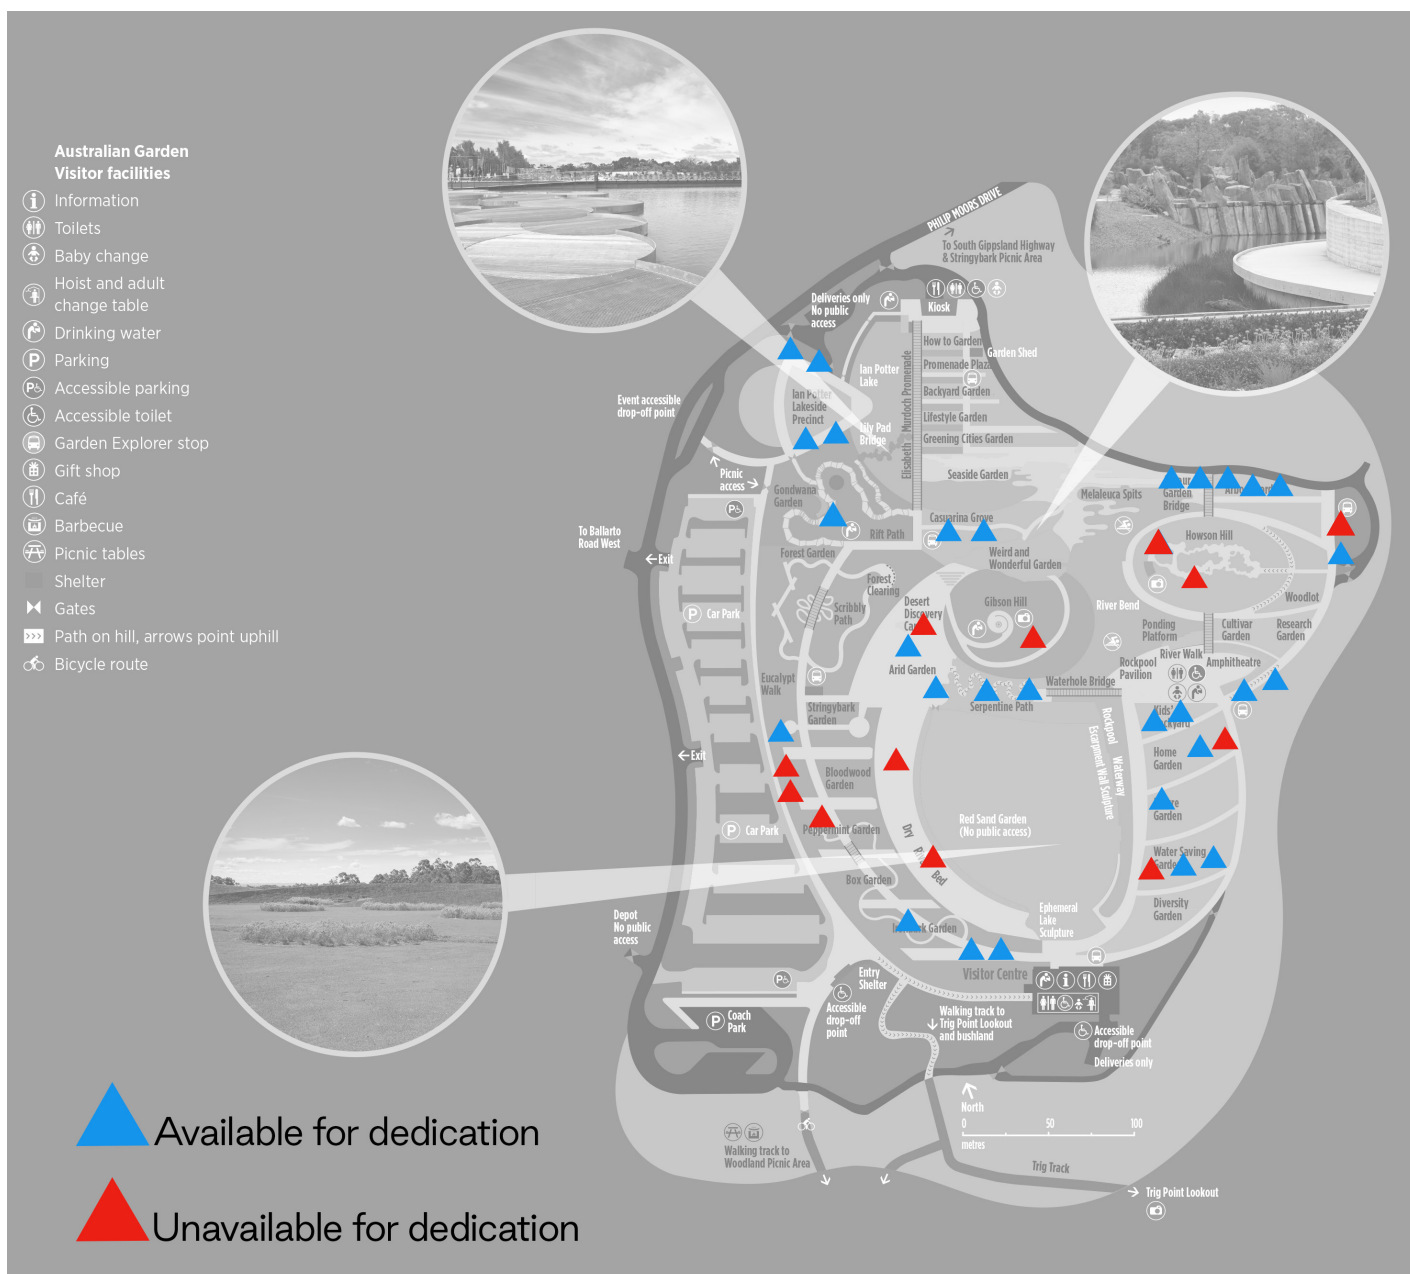 Australian Garden
Visitor facilities
Information
Toilets
Baby change
Hoist and adult
change table
Drinking water
Parking
Accessible parking
Accessible toilet
Garden Explorer stop
Gift shop
Café
Barbecue
Picnic tables
Shelter
Gates
Path on hill, arrows point uphill
Bicycle route
PHILIP MOORS DRIVE
To South Gippsland Highway
& Stringybark Picnic Area
Deliveries only
No public
access
Kiosk
How to Garden
Garden Shed
Promenade Plaza
Ian Potter
Lake
Backyard Garden
Elisabeth Murdoch Promenade
Event accessible
drop-off point
Ian Potter
Lakeside
Precinct
Lifestyle Garden
Lily Pad
Bridge
Greening Cities Garden
Picnic
access
Seaside Garden
Gondwana
Garden
Melaleuca Spits
Garden
Bridge
To Ballarto
Road West
Casuarina Grove
Rift Path
Howson Hill
Exit
Forest Garden
Weird and
Wonderful Garden
Forest
Clearing
Woodlot
Car Park
Scribbly
Path
Desert
Discovery
Gibson Hill
River Bend
Ponding
Platform
Cultivar
Garden
Research
Garden
River Walk
Arid Garden
Rockpool
Pavilion
Amphitheatre
Eucalypt
Walk
Waterhole Bridge
Stringybark
Garden
Serpentine Path
Kids'
Rockpool Waterway
Escarpment Wall Sculpture
Exit
Home
Garden
Bloodwood
Garden
Garden
Car Park
Peppermint Garden
Red Sand Garden
(No public access)
Dry
Bed
Water Saving
Box Garden
Diversity
Garden
Depot
No public
access
Garden
Ephemeral
Lake
Sculpture
Entry
Shelter
Visitor Centre
Accessible
drop-off
point
Coach
Park
Walking track to
Trig Point Lookout
and bushland
Accessible
drop-off point
Deliveries only
North
0 50 100
metres
Available for dedication
Walking track to
Woodland Picnic Area
Trig Track
Trig Point Lookout
Unavailable for dedication